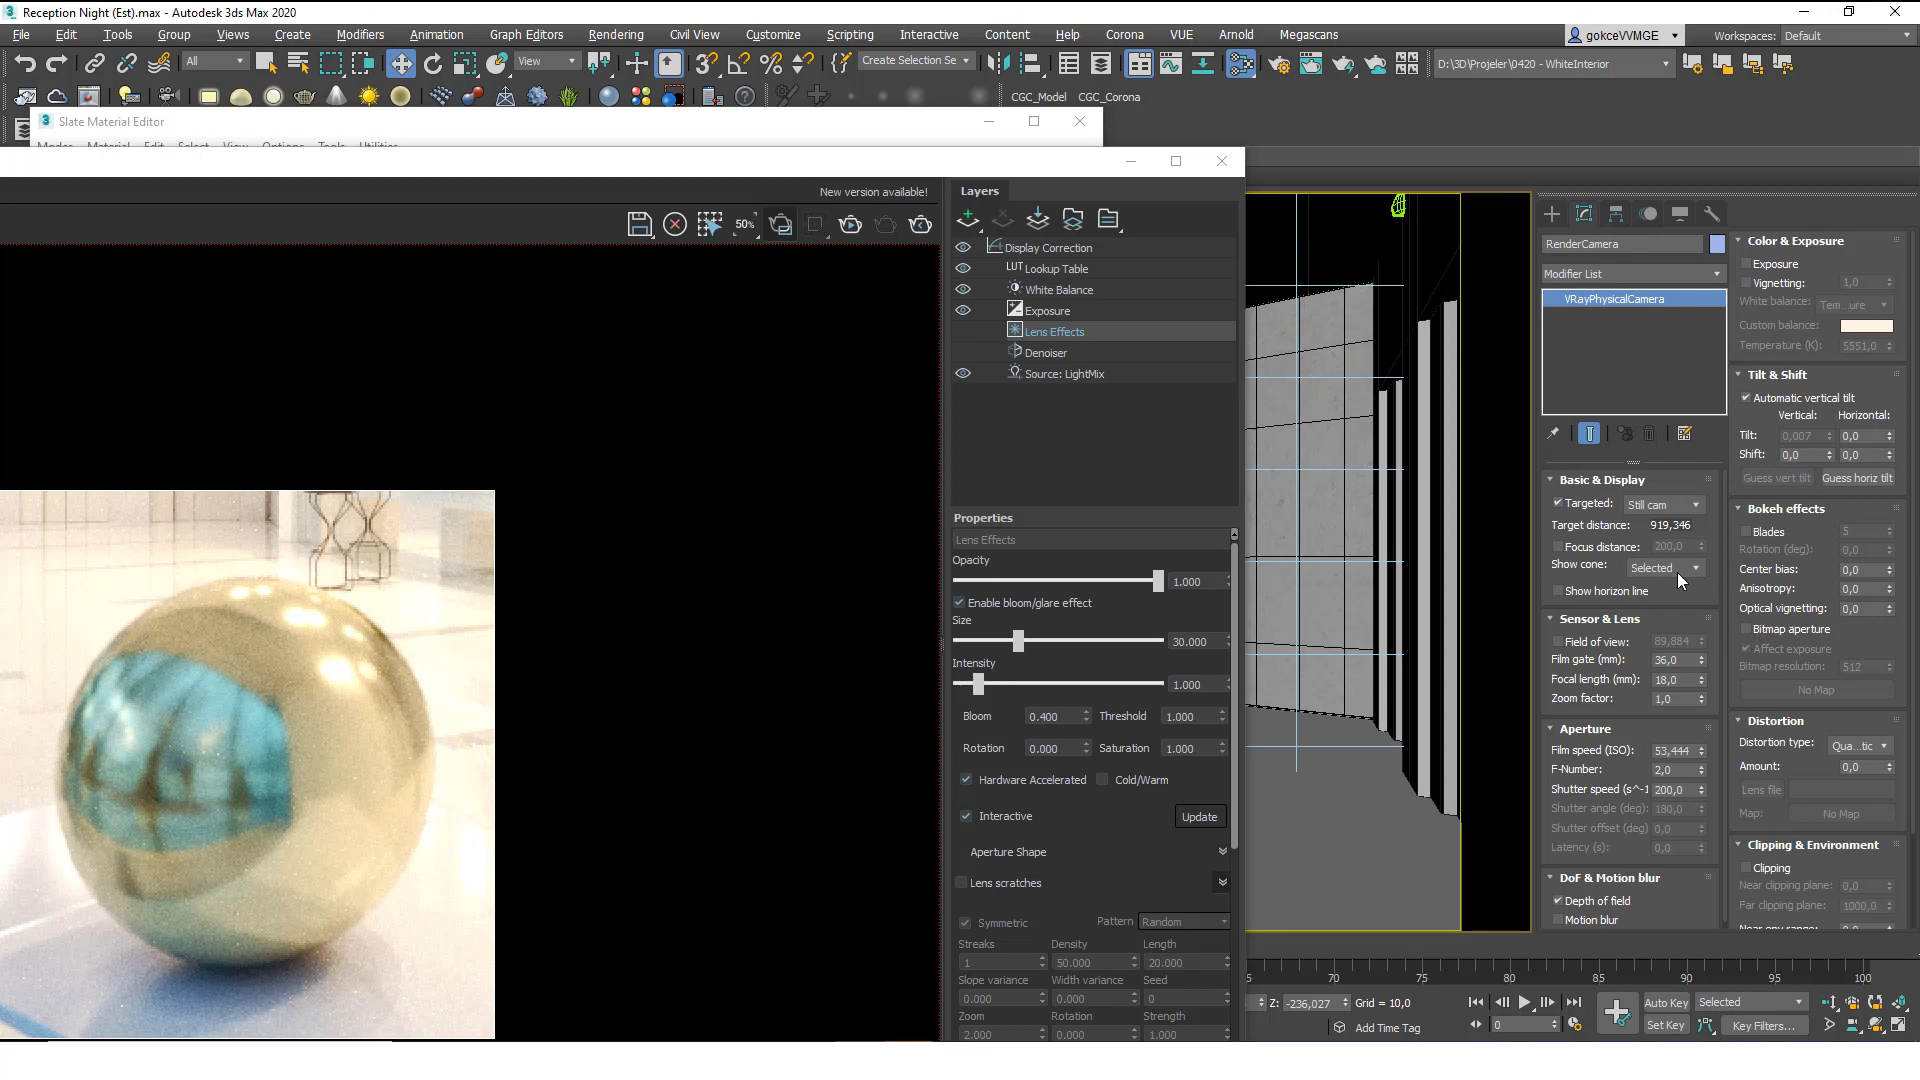 Reception Night (Est).max - Autodesk 3ds Max 2020
File Edit Tools Group Views Create Modifiers Animation Graph Editors Rendering Civil View Customize Scripting Interactive Content Help Corona VUE Arnold Megascans
gokceVVMGE
Workspaces: Default
All
View
Create Selection Se
D:\3D\Projeler\0420 - WhiteInterior
CGC_Model CGC_Corona
Slate Material Editor
Modes Material Edit Select View Options Tools Utilities
New version available!
50%
Layers
Display Correction
LUT Lookup Table
White Balance
Exposure
Lens Effects
Denoiser
Source: LightMix
Properties
Lens Effects
Opacity
1.000
Enable bloom/glare effect
Size
30.000
Intensity
1.000
Bloom 0.400 Threshold 1.000
Rotation 0.000 Saturation 1.000
Hardware Accelerated Cold/Warm
Interactive Update
Aperture Shape
Lens scratches
Symmetric Pattern Random
Streaks Density Length
1 50.000 20.000
Slope variance Width variance Seed
0.000 0.000 0
Zoom Rotation Strength
2.000 0.000 1.000
RenderCamera
Modifier List
VRayPhysicalCamera
Basic & Display
Targeted: Still cam
Target distance: 919,346
Focus distance: 200,0
Show cone: Selected
Show horizon line
Sensor & Lens
Field of view: 89,884
Film gate (mm): 36,0
Focal length (mm): 18,0
Zoom factor: 1,0
Aperture
Film speed (ISO): 53,444
F-Number: 2,0
Shutter speed (s^-1 200,0
Shutter angle (deg): 180,0
Shutter offset (deg) 0,0
Latency (s): 0,0
DoF & Motion blur
Depth of field
Motion blur
Color & Exposure
Exposure
Vignetting: 1,0
White balance: Tem...ure
Custom balance:
Temperature (K): 5551,0
Tilt & Shift
Automatic vertical tilt
Vertical: Horizontal:
Tilt: 0,007 0,0
Shift: 0,0 0,0
Guess vert tilt Guess horiz tilt
Bokeh effects
Blades 5
Rotation (deg): 0,0
Center bias: 0,0
Anisotropy: 0,0
Optical vignetting: 0,0
Bitmap aperture
Affect exposure
Bitmap resolution: 512
No Map
Distortion
Distortion type: Qua...tic
Amount: 0,0
Lens file
Map: No Map
Clipping & Environment
Clipping
Near clipping plane: 0,0
Far clipping plane: 1000,0
Near env range:
70 75 80 85 90 95 100
Z: -236,027 Grid = 10,0
Add Time Tag
0
Auto Key Selected
Set Key Key Filters...